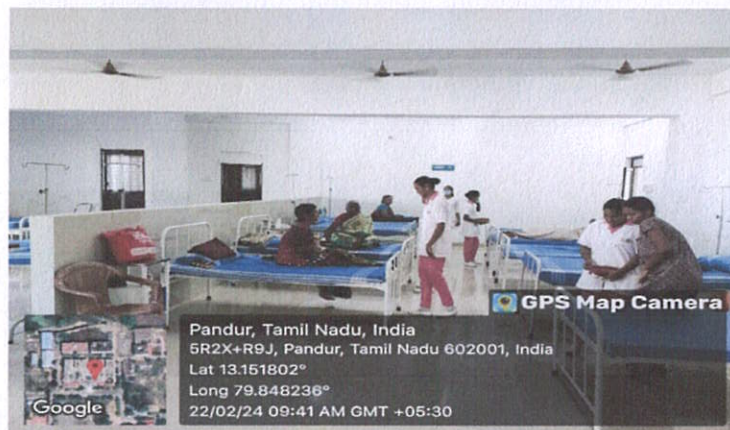 GPS Map Camera
Pandur, Tamil Nadu, India
5R2X+R9J, Pandur, Tamil Nadu 602001, India
Lat 13.151802°
Long 79.848236°
22/02/24 09:41 AM GMT +05:30
Google